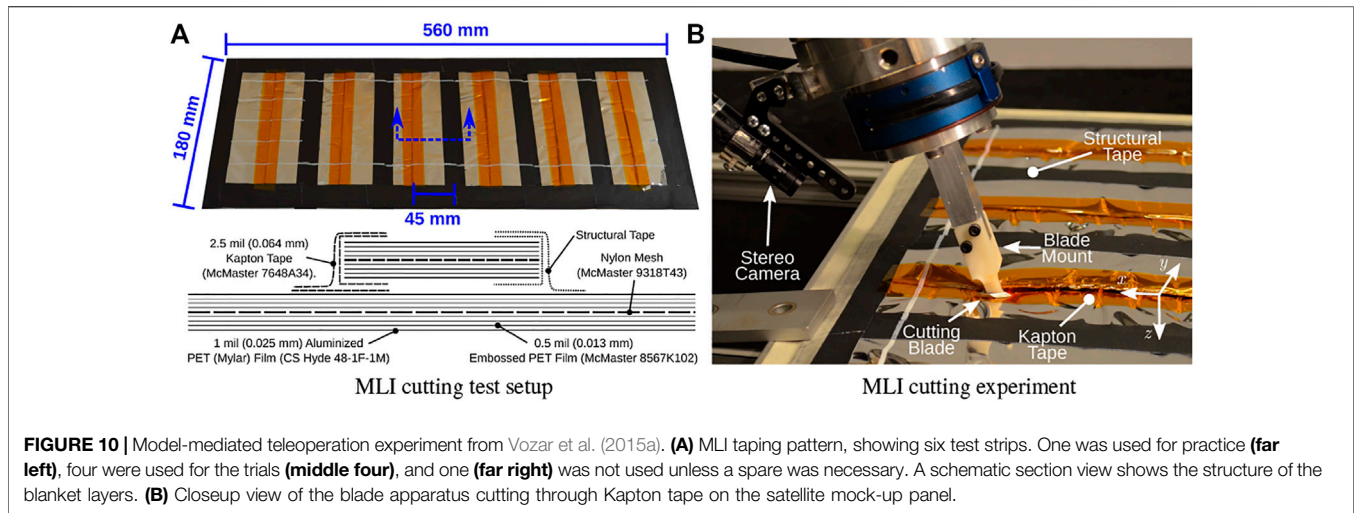 A
560 mm
180 mm
45 mm
2.5 mil (0.064 mm)
Kapton Tape
(McMaster 7648A34).
Structural Tape
Nylon Mesh
(McMaster 9318T43)
1 mil (0.025 mm) Aluminized
PET (Mylar) Film (CS Hyde 48-1F-1M)
0.5 mil (0.013 mm)
Embossed PET Film (McMaster 8567K102)
MLI cutting test setup
B
Structural
Tape
Stereo
Camera
Blade
Mount
Cutting
Blade
Kapton
Tape
x
y
z
MLI cutting experiment
FIGURE 10 | Model-mediated teleoperation experiment from Vozar et al. (2015a). (A) MLI taping pattern, showing six test strips. One was used for practice (far
left), four were used for the trials (middle four), and one (far right) was not used unless a spare was necessary. A schematic section view shows the structure of the
blanket layers. (B) Closeup view of the blade apparatus cutting through Kapton tape on the satellite mock-up panel.